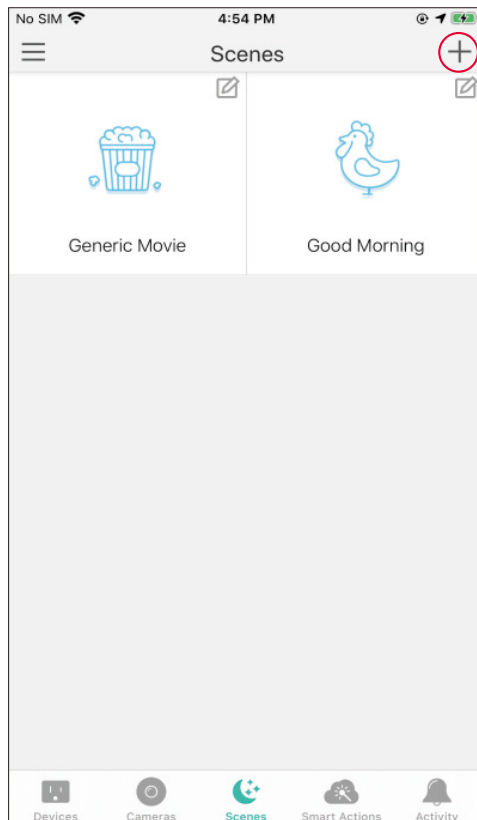 No SIM 4:54 PM
Scenes
Generic Movie Good Morning
Devices Cameras Scenes Smart Actions Activity